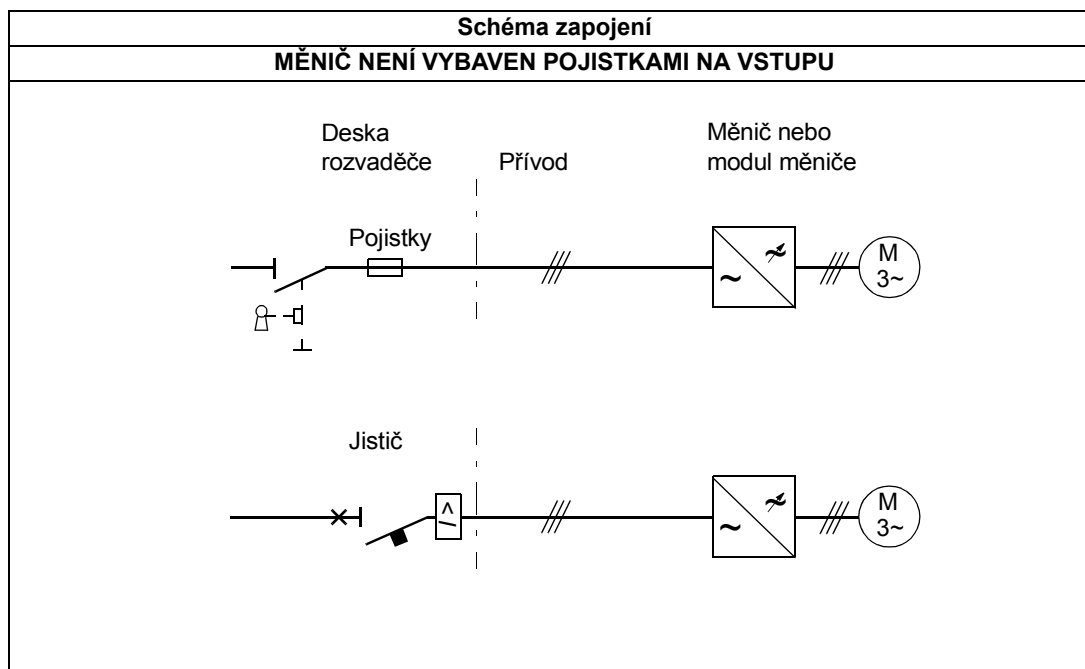 Schéma zapojení
MĚNIČ NENÍ VYBAVEN POJISTKAMI NA VSTUPU
Deska
rozvaděče
Přívod
Měnič nebo
modul měniče
Pojistky
~
~
M
3~
Jistič
I >
~
~
M
3~